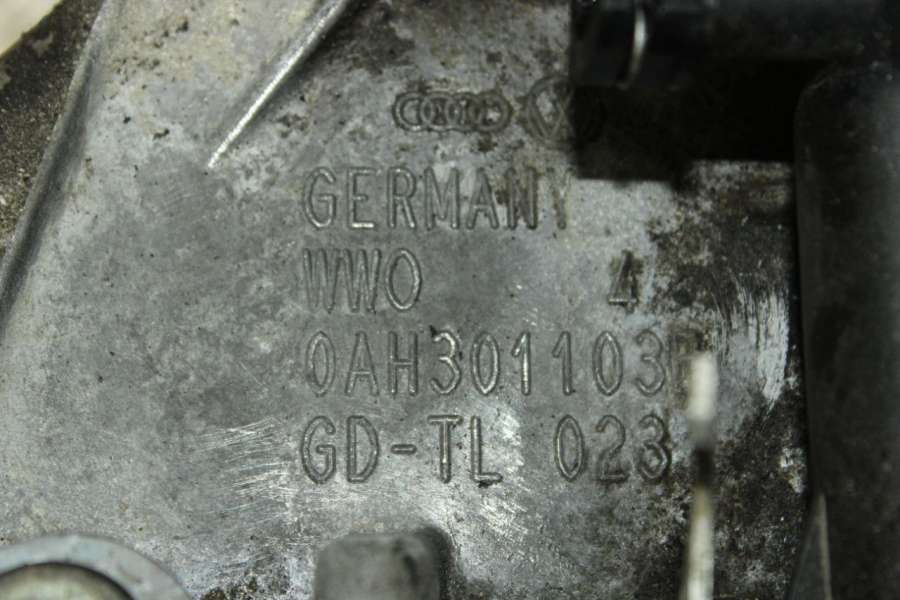 GERMANY
WWO 4
0AH301103
GD-TL 023